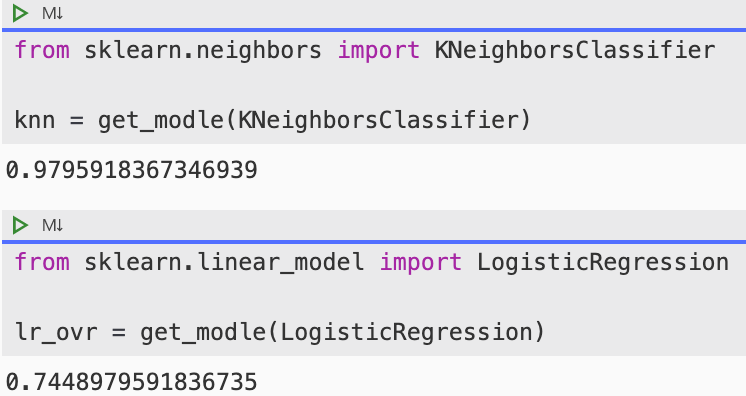 M↓
from sklearn.neighbors import KNeighborsClassifier
knn = get_modle(KNeighborsClassifier)
0.9795918367346939
M↓
from sklearn.linear_model import LogisticRegression
lr_ovr = get_modle(LogisticRegression)
0.7448979591836735